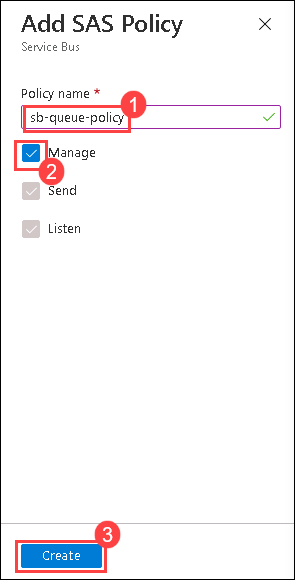 Add SAS Policy
Service Bus
Policy name *
1
sb-queue-policy
Manage
2
Send
Listen
3
Create